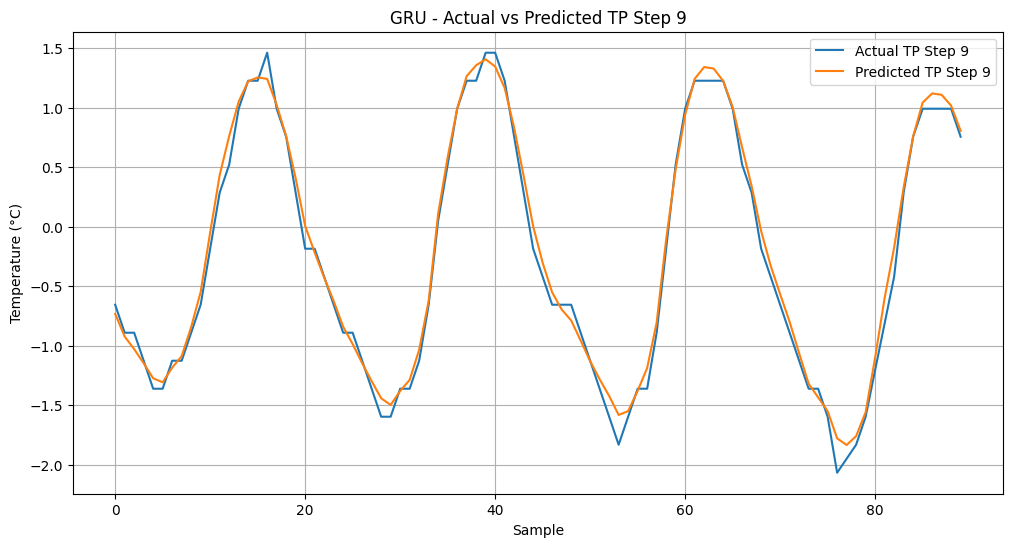 GRU - Actual vs Predicted TP Step 9
Actual TP Step 9
Predicted TP Step 9
Temperature (°C)
1.5
1.0
0.5
0.0
−0.5
−1.0
−1.5
−2.0
0
20
40
60
80
Sample